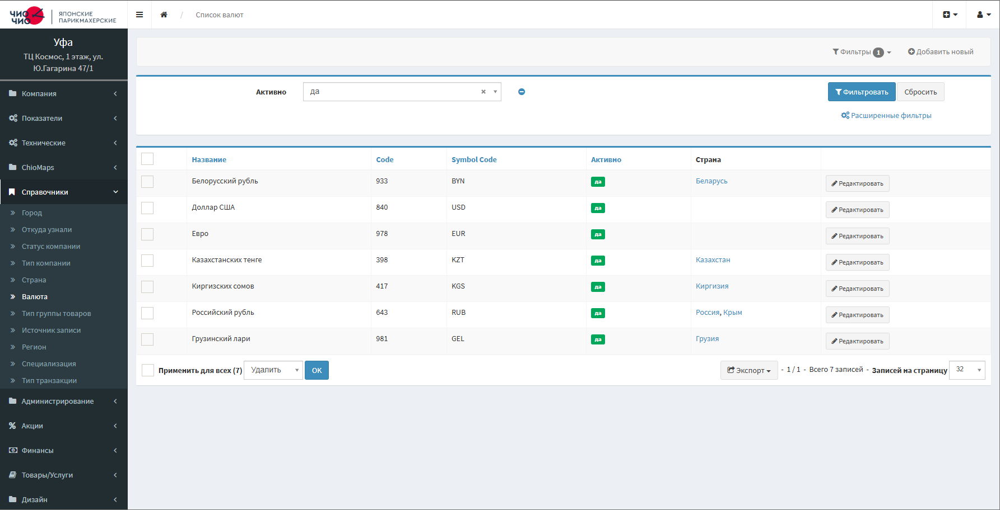 ЧИО ЧИО
ЯПОНСКИЕ ПАРИКМАХЕРСКИЕ
/ Список валют
Уфа
ТЦ Космос, 1 этаж, ул.
Ю.Гагарина 47/1
Компания
Показатели
Технические
ChioMaps
Справочники
Город
Откуда узнали
Статус компании
Тип компании
Страна
Валюта
Тип группы товаров
Источник записи
Регион
Специализация
Тип транзакции
Администрирование
Акции
Финансы
Товары/Услуги
Дизайн
Фильтры 1 Добавить новый
Активно да Фильтровать Сбросить
Расширенные фильтры
Название Code Symbol Code Активно Страна
Белорусский рубль 933 BYN да Беларусь Редактировать
Доллар США 840 USD да Редактировать
Евро 978 EUR да Редактировать
Казахстанских тенге 398 KZT да Казахстан Редактировать
Киргизских сомов 417 KGS да Киргизия Редактировать
Российский рубль 643 RUB да Россия, Крым Редактировать
Грузинский лари 981 GEL да Грузия Редактировать
Применить для всех (7) Удалить OK Экспорт - 1 / 1 - Всего 7 записей - Записей на страницу 32